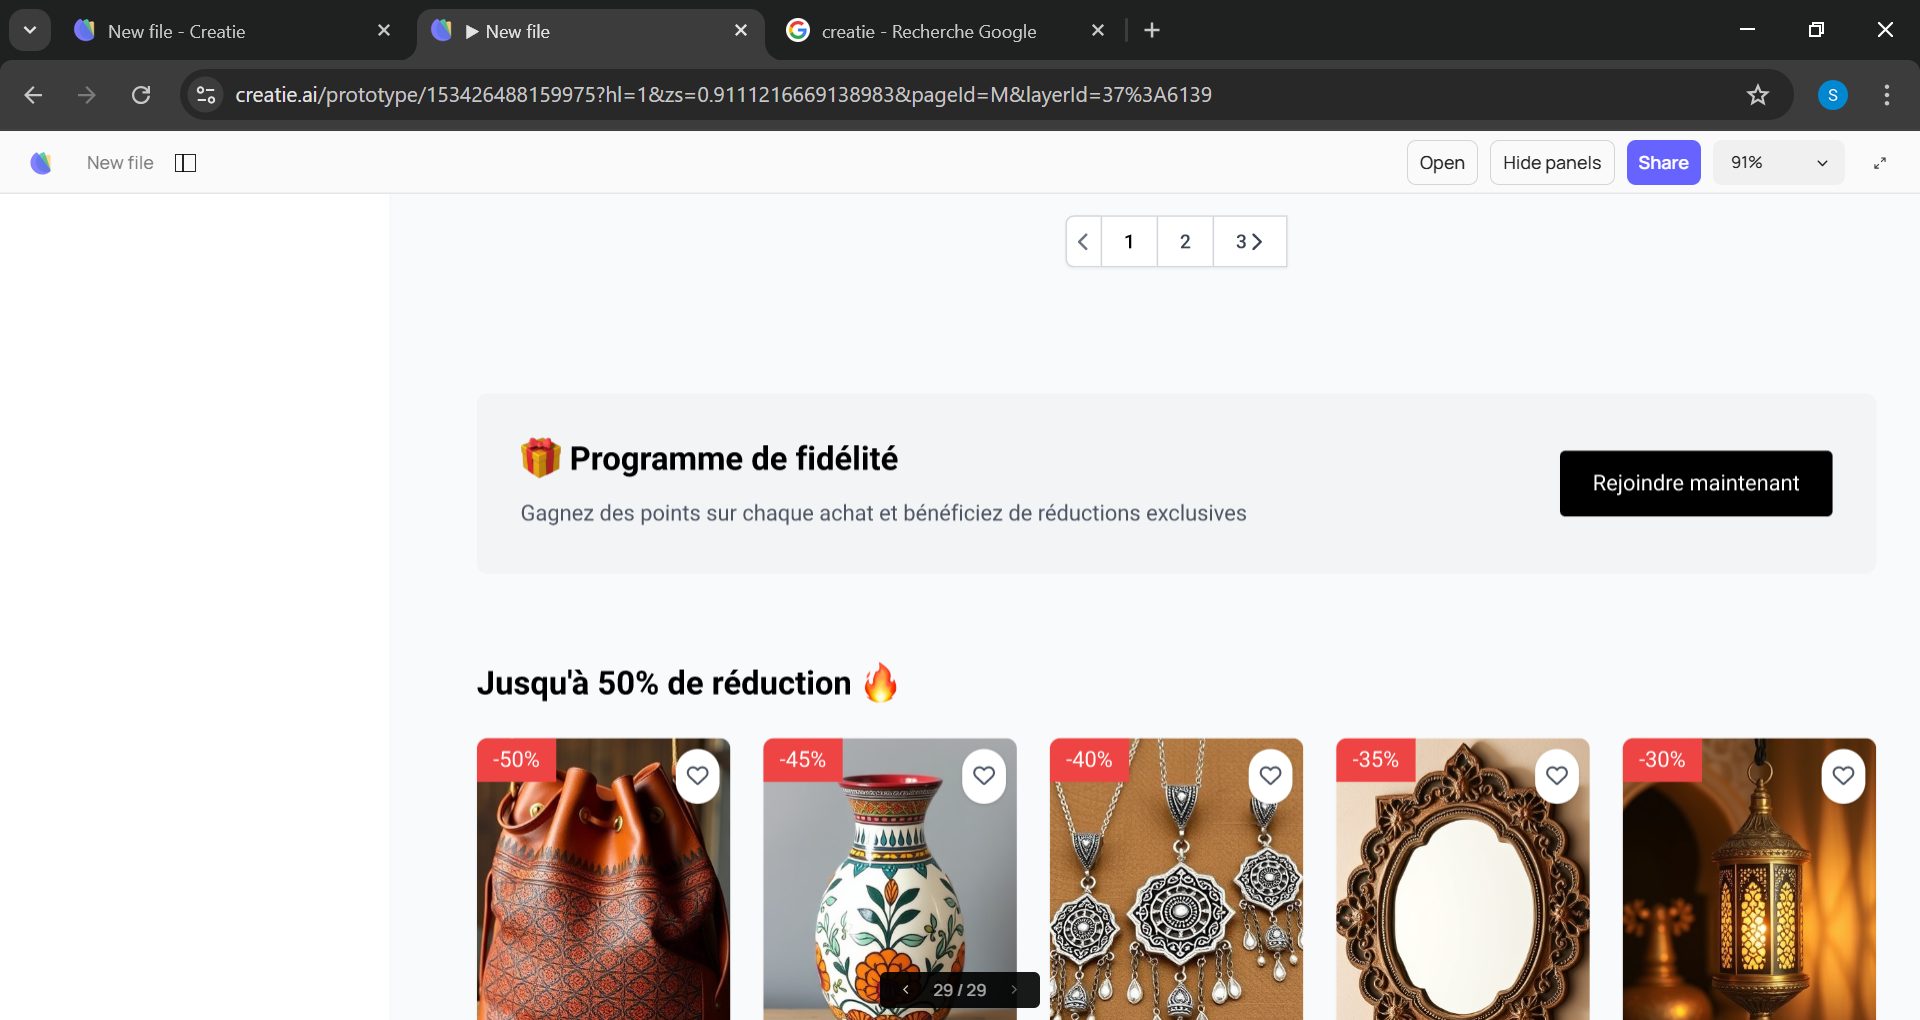 New file - Creatie
▶ New file
creatie - Recherche Google
creatie.ai/prototype/153426488159975?hl=1&zs=0.9111216669138983&pageId=M&layerId=37%3A6139
S
New file
Open
Hide panels
Share
91%
1
2
3
🎁 Programme de fidélité
Gagnez des points sur chaque achat et bénéficiez de réductions exclusives
Rejoindre maintenant
Jusqu'à 50% de réduction 🔥
-50%
-45%
-40%
-35%
-30%
29 / 29